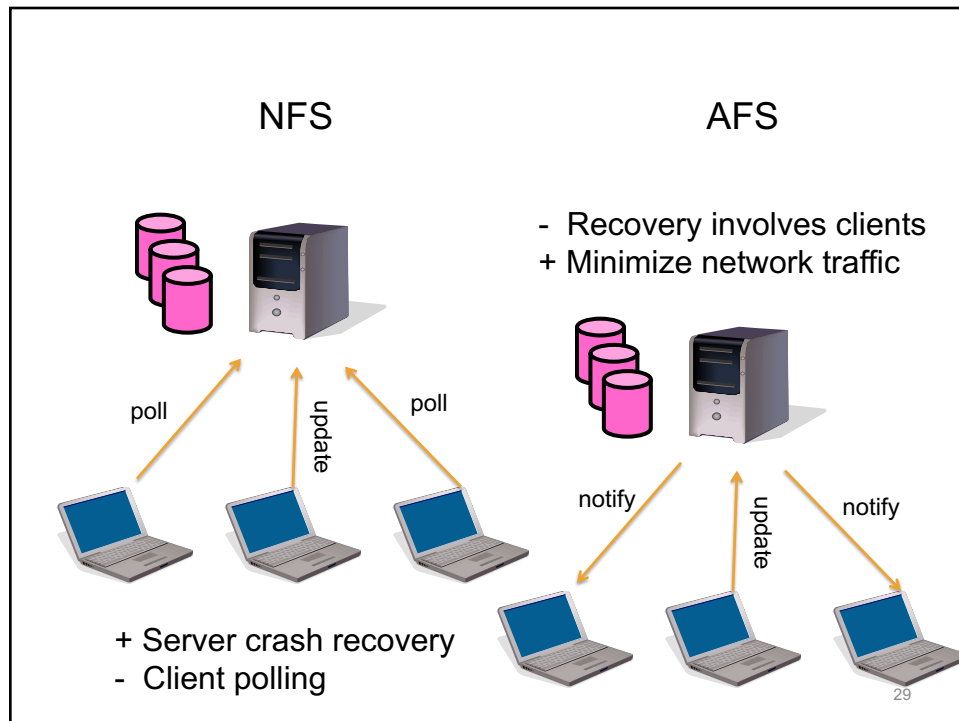 NFS
AFS
- Recovery involves clients
+ Minimize network traffic
poll
update
poll
notify
update
notify
+ Server crash recovery
- Client polling
29